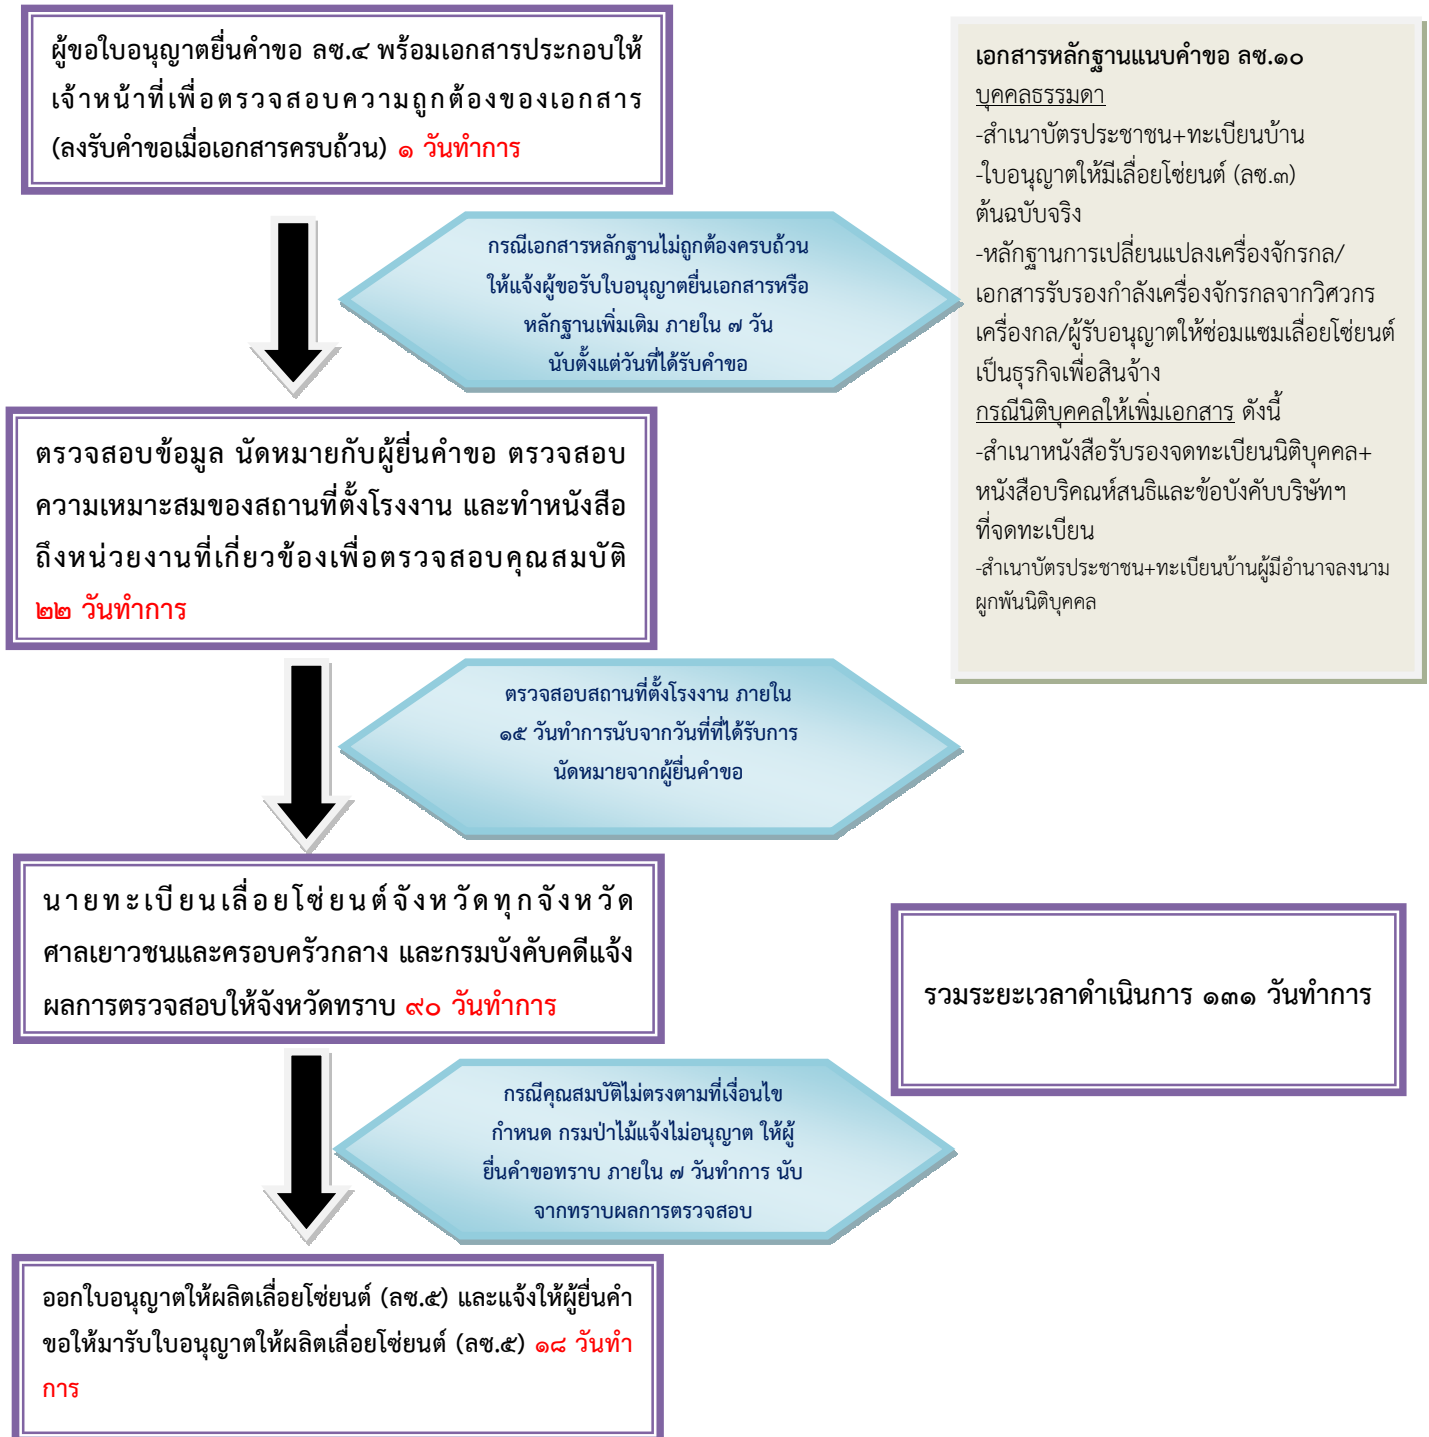 ผู้ขอใบอนุญาตยื่นคำขอ ลซ.๔ พร้อมเอกสารประกอบให้
เจ้าหน้าที่เพื่อตรวจสอบความถูกต้องของเอกสาร
(ลงรับคำขอเมื่อเอกสารครบถ้วน) ๑ วันทำการ
เอกสารหลักฐานแนบคำขอ ลซ.๑๐
บุคคลธรรมดา
-สำเนาบัตรประชาชน+ทะเบียนบ้าน
-ใบอนุญาตให้มีเลื่อยโซ่ยนต์ (ลซ.๓)
ต้นฉบับจริง
-หลักฐานการเปลี่ยนแปลงเครื่องจักรกล/
เอกสารรับรองกำลังเครื่องจักรกลจากวิศวกร
เครื่องกล/ผู้รับอนุญาตให้ซ่อมแซมเลื่อยโซ่ยนต์
เป็นธุรกิจเพื่อสินจ้าง
กรณีนิติบุคคลให้เพิ่มเอกสาร ดังนี้
-สำเนาหนังสือรับรองจดทะเบียนนิติบุคคล+
หนังสือบริคณห์สนธิและข้อบังคับบริษัทฯ
ที่จดทะเบียน
-สำเนาบัตรประชาชน+ทะเบียนบ้านผู้มีอำนาจลงนาม
ผูกพันนิติบุคคล
กรณีเอกสารหลักฐานไม่ถูกต้องครบถ้วน
ให้แจ้งผู้ขอรับใบอนุญาตยื่นเอกสารหรือ
หลักฐานเพิ่มเติม ภายใน ๗ วัน
นับตั้งแต่วันที่ได้รับคำขอ
ตรวจสอบข้อมูล นัดหมายกับผู้ยื่นคำขอ ตรวจสอบ
ความเหมาะสมของสถานที่ตั้งโรงงาน และทำหนังสือ
ถึงหน่วยงานที่เกี่ยวข้องเพื่อตรวจสอบคุณสมบัติ
๒๒ วันทำการ
ตรวจสอบสถานที่ตั้งโรงงาน ภายใน
๑๕ วันทำการนับจากวันที่ที่ได้รับการ
นัดหมายจากผู้ยื่นคำขอ
นายทะเบียนเลื่อยโซ่ยนต์จังหวัดทุกจังหวัด
ศาลเยาวชนและครอบครัวกลาง และกรมบังคับคดีแจ้ง
ผลการตรวจสอบให้จังหวัดทราบ ๙๐ วันทำการ
รวมระยะเวลาดำเนินการ ๑๓๑ วันทำการ
กรณีคุณสมบัติไม่ตรงตามที่เงื่อนไข
กำหนด กรมป่าไม้แจ้งไม่อนุญาต ให้ผู้
ยื่นคำขอทราบ ภายใน ๗ วันทำการ นับ
จากทราบผลการตรวจสอบ
ออกใบอนุญาตให้ผลิตเลื่อยโซ่ยนต์ (ลซ.๕) และแจ้งให้ผู้ยื่นคำ
ขอให้มารับใบอนุญาตให้ผลิตเลื่อยโซ่ยนต์ (ลซ.๕) ๑๘ วันทำ
การ